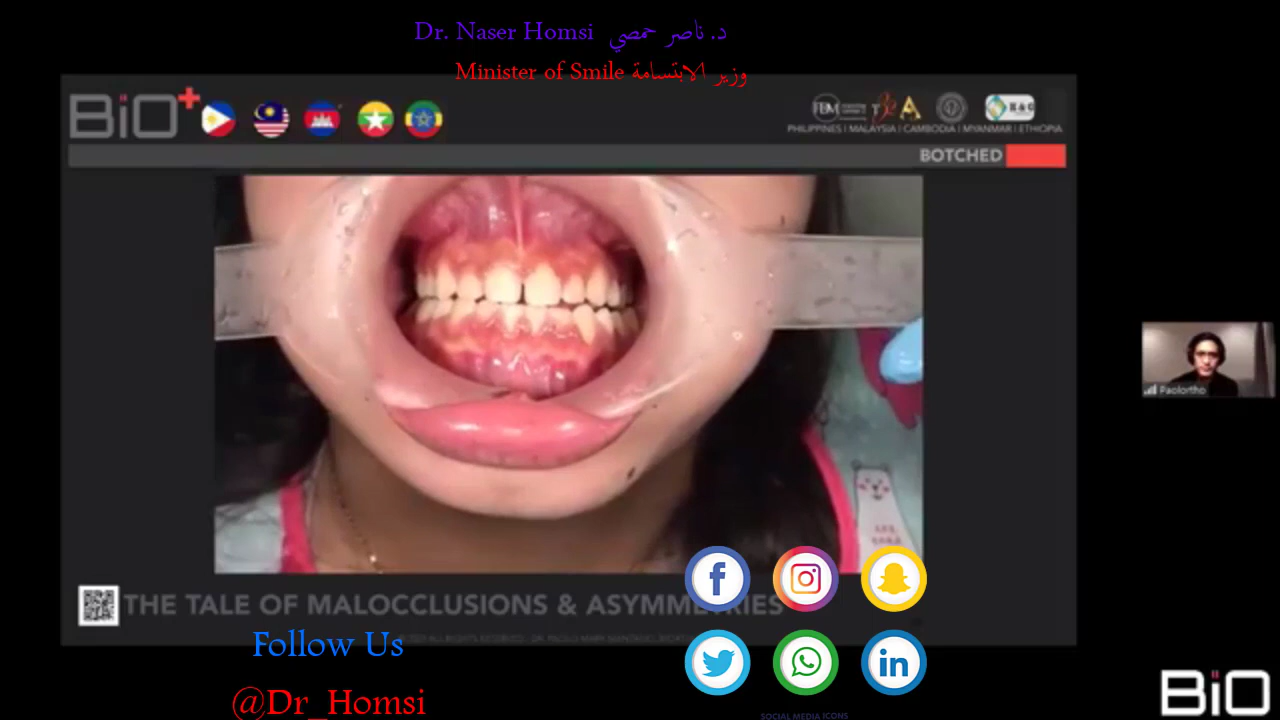 Dr. Naser Homsi د. ناصر حمصي
Minister of Smile وزير الابتسامة
BiO+
PHILIPPINES | MALAYSIA | CAMBODIA | MYANMAR | ETHIOPIA
BOTCHED
Paolortho
THE TALE OF MALOCCLUSIONS & ASYMMETRIES
Follow Us
@Dr_Homsi
SOCIAL MEDIA ICONS
BiO